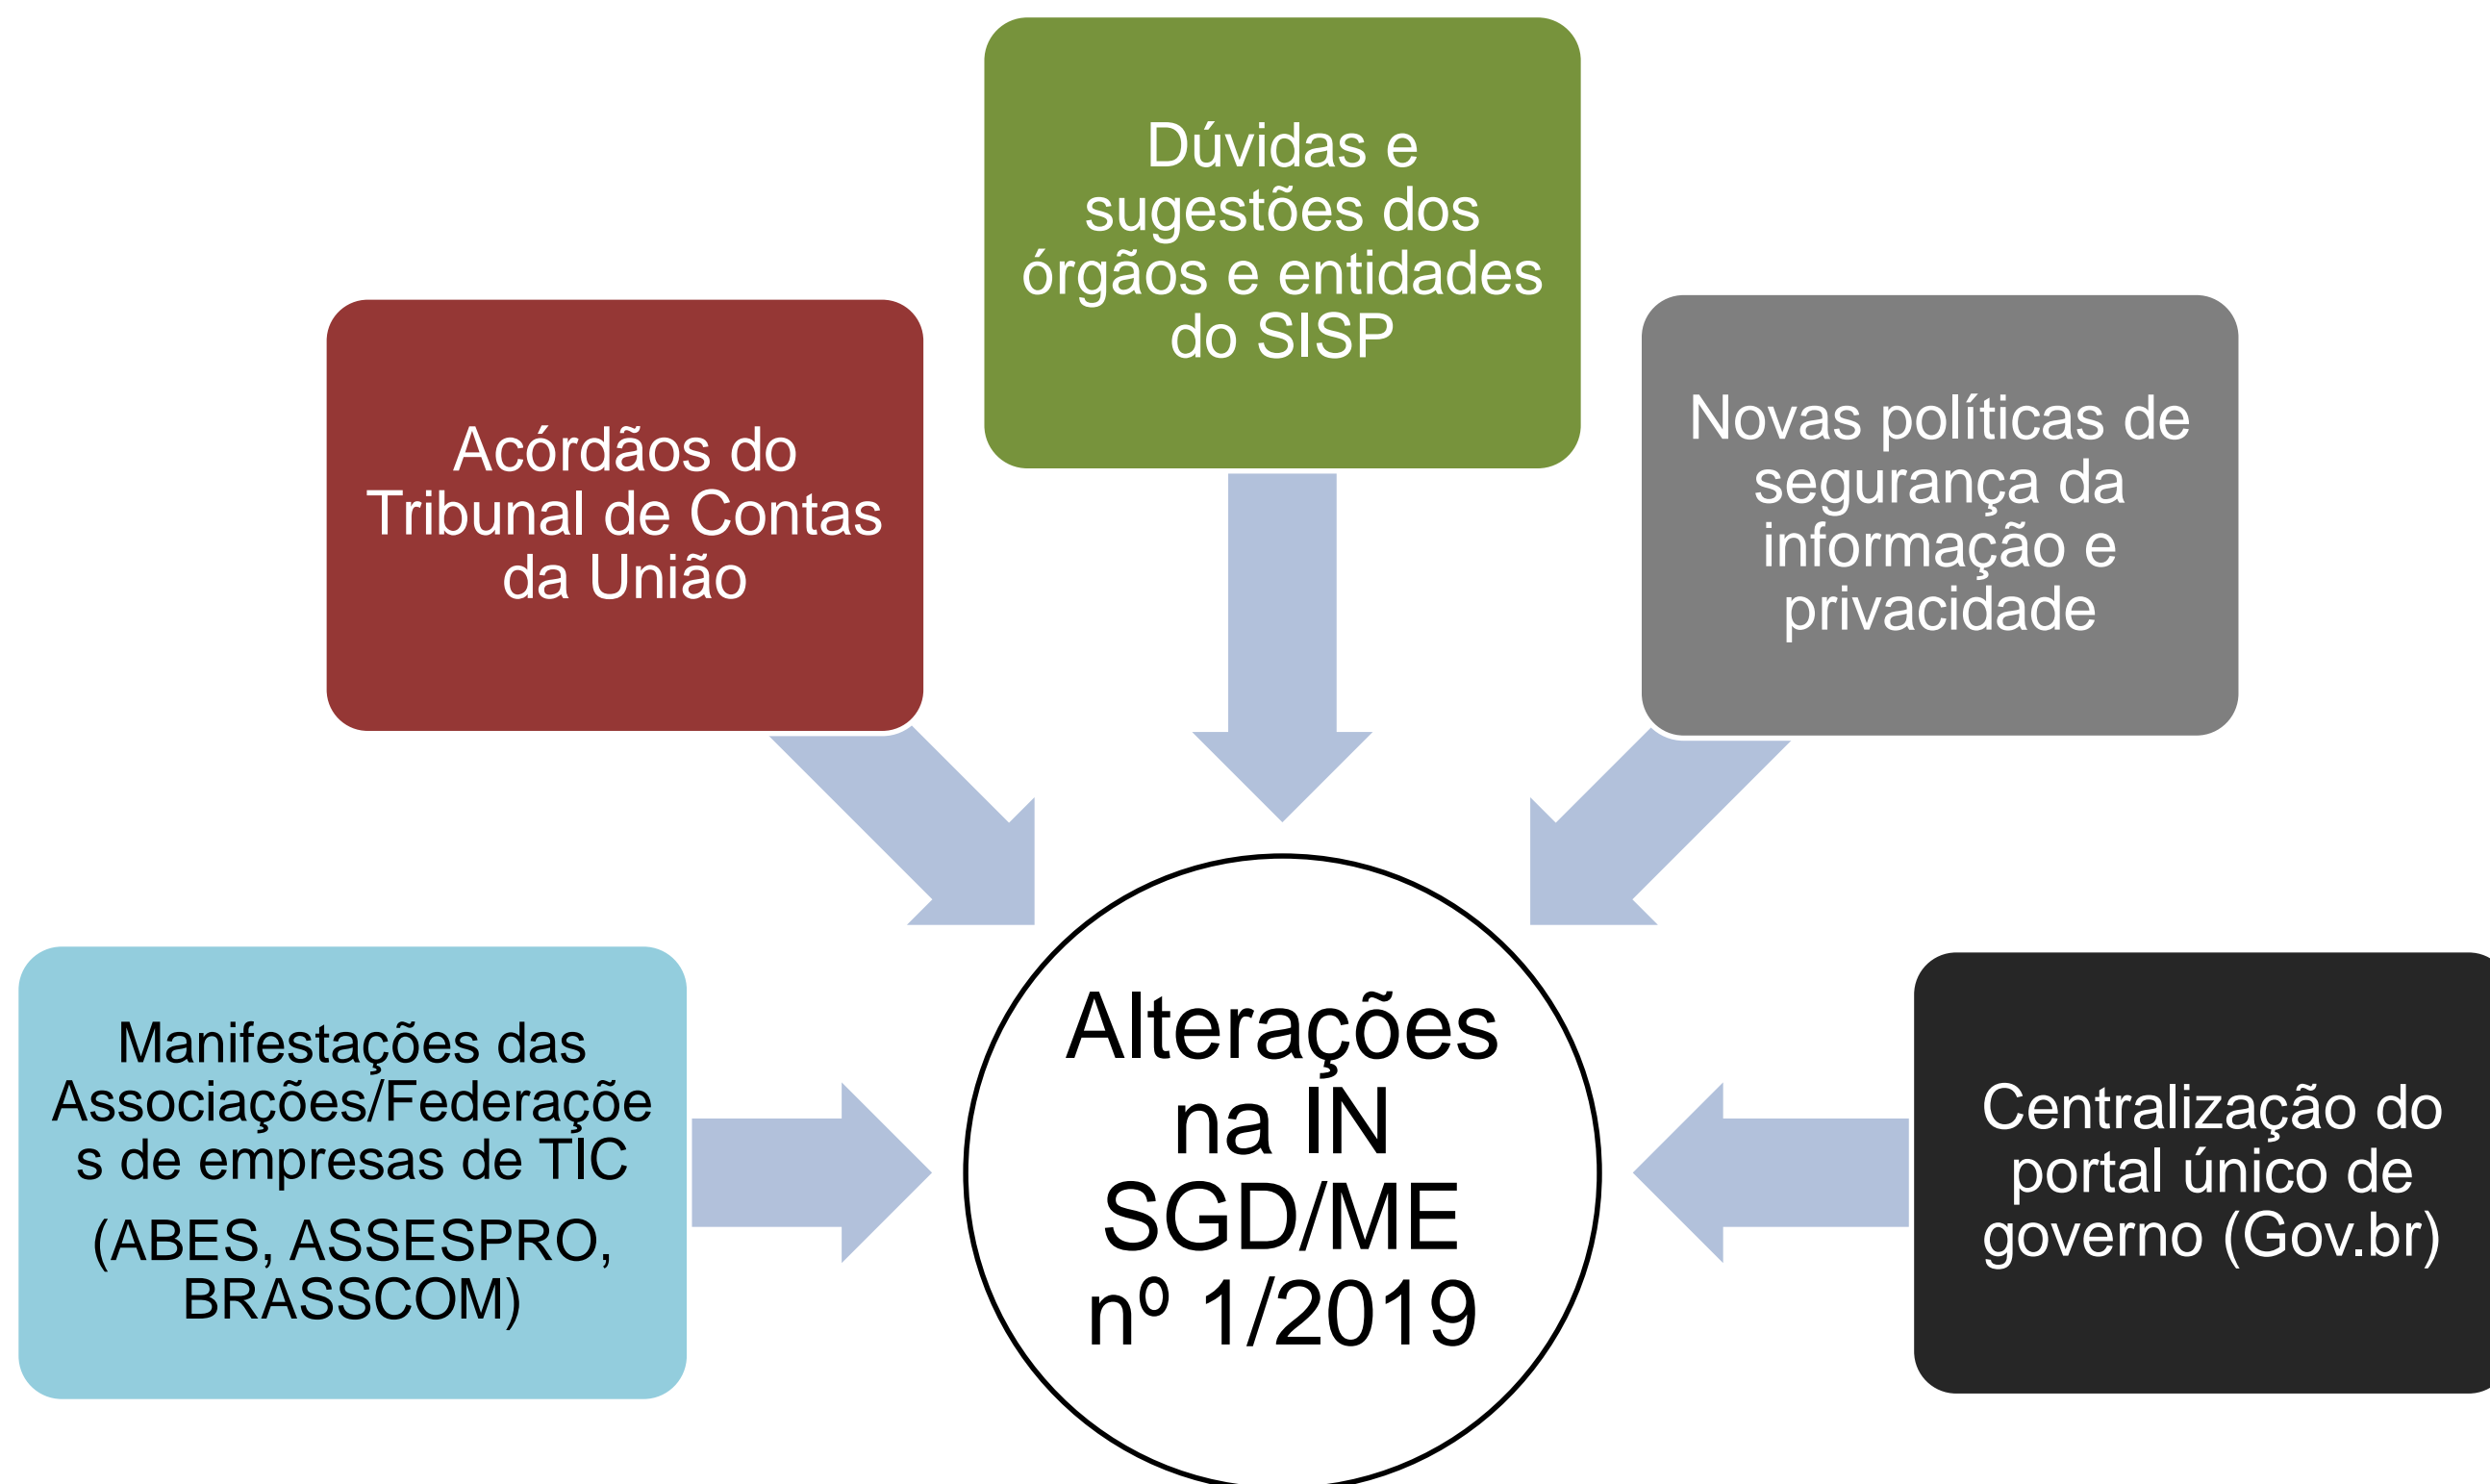 Dúvidas e
sugestões dos
órgãos e entidades
do SISP
Acórdãos do
Tribunal de Contas
da União
Novas políticas de
segurança da
informação e
privacidade
Manifestações das
Associações/Federaçõe
s de empresas de TIC
(ABES, ASESPRO,
BRASSCOM)
Alterações
na IN
SGD/ME
nº 1/2019
Centralização do
portal único de
governo (Gov.br)